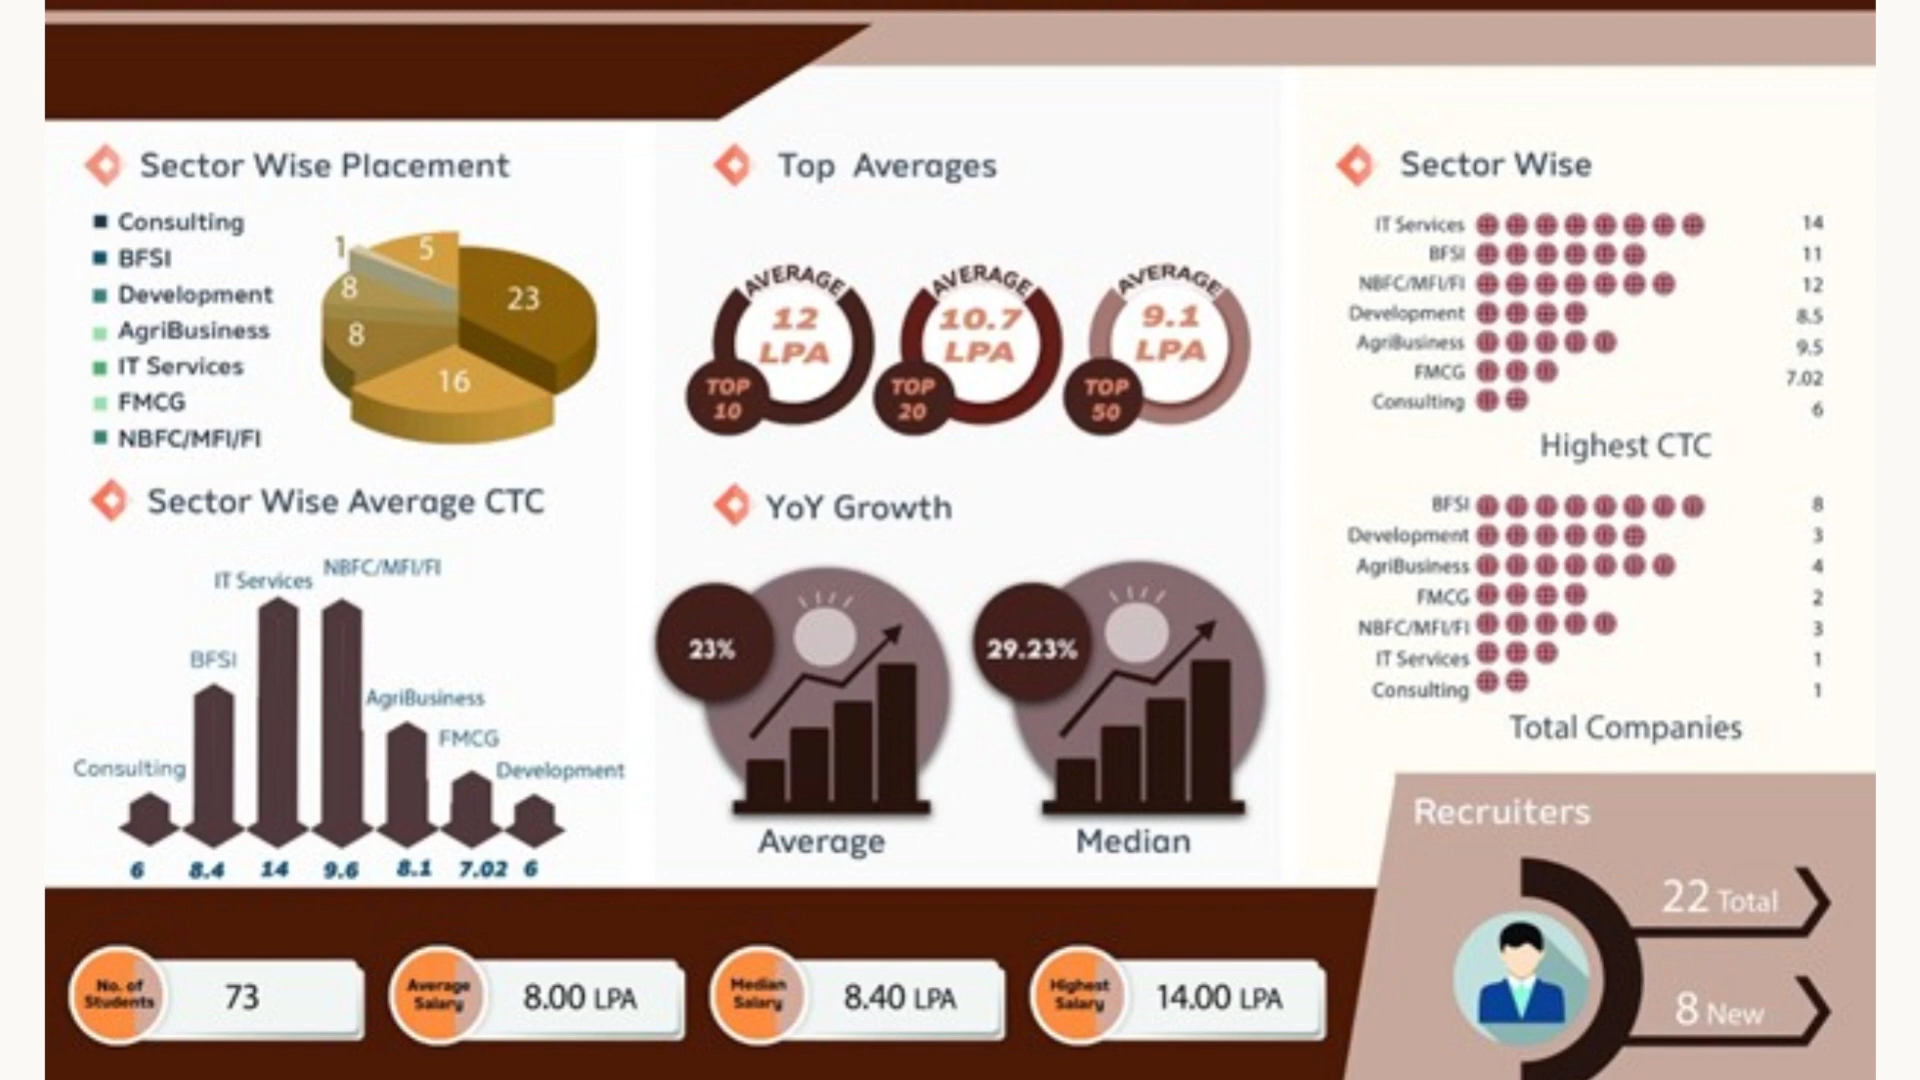 Sector Wise Placement
Consulting
BFSI
Development
AgriBusiness
IT Services
FMCG
NBFC/MFI/FI
1
5
23
8
8
16
Sector Wise Average CTC
IT Services
NBFC/MFI/FI
BFSI
AgriBusiness
FMCG
Consulting
Development
6 8.4 14 9.6 8.1 7.02 6
Top Averages
AVERAGE
12
LPA
TOP
10
AVERAGE
10.7
LPA
TOP
20
AVERAGE
9.1
LPA
TOP
50
YoY Growth
23%
Average
29.23%
Median
Sector Wise
IT Services 14
BFSI 11
NBFC/MFI/FI 12
Development 8.5
AgriBusiness 9.5
FMCG 7.02
Consulting 6
Highest CTC
BFSI 8
Development 3
AgriBusiness 4
FMCG 2
NBFC/MFI/FI 3
IT Services 1
Consulting 1
Total Companies
Recruiters
22 Total
8 New
No. of
Students
73
Average
Salary
8.00 LPA
Median
Salary
8.40 LPA
Highest
Salary
14.00 LPA